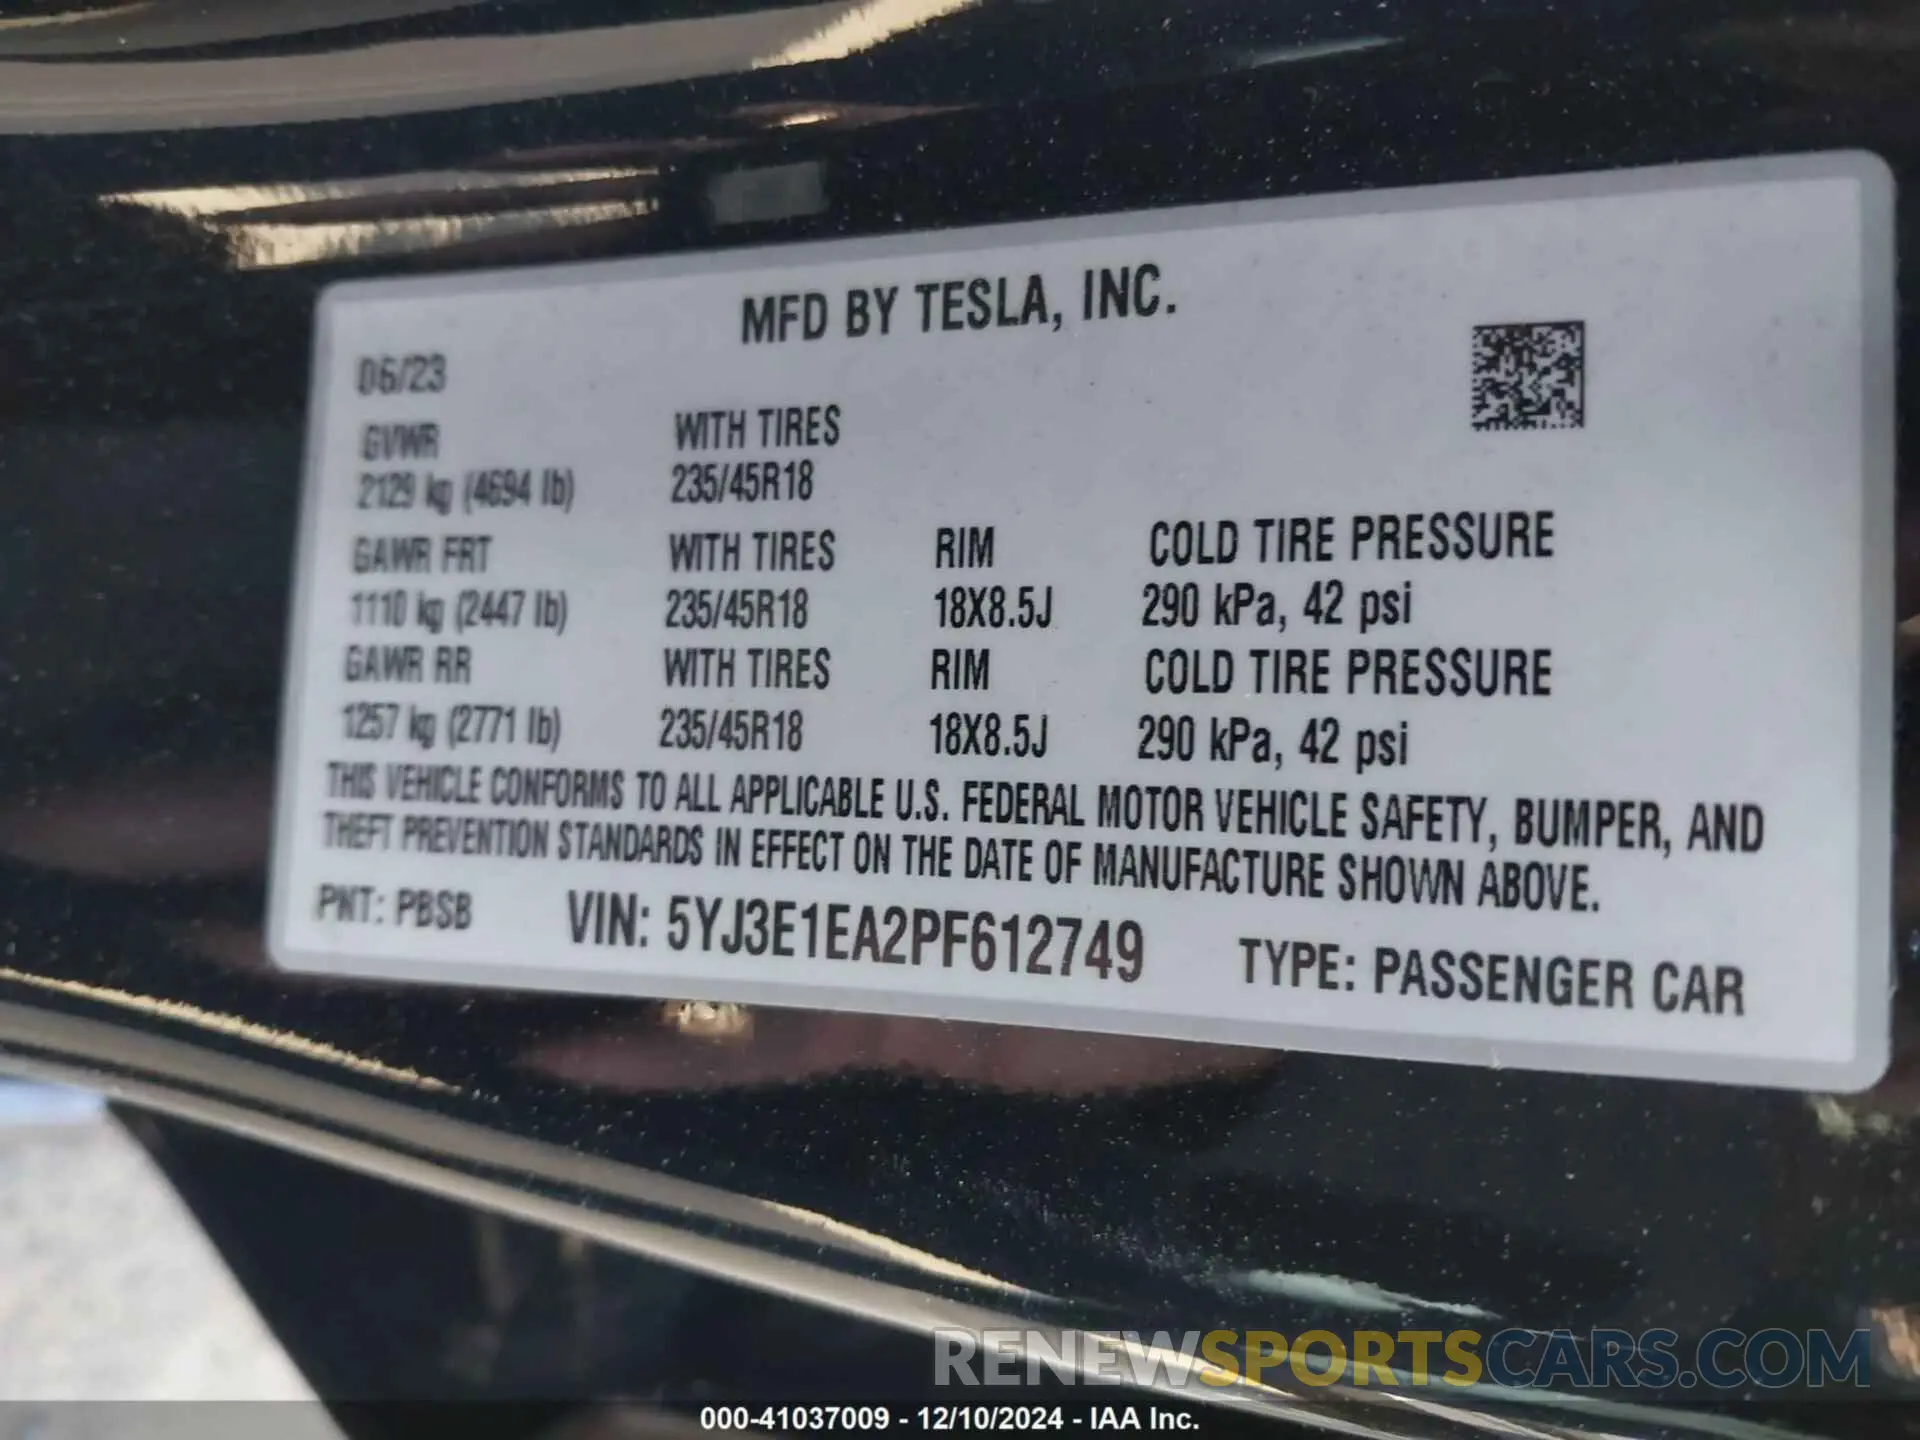 MFD BY TESLA, INC.
06/23
GVWR WITH TIRES
2129 kg (4694 lb) 235/45R18
GAWR FRT WITH TIRES RIM COLD TIRE PRESSURE
1110 kg (2447 lb) 235/45R18 18X8.5J 290 kPa, 42 psi
GAWR RR WITH TIRES RIM COLD TIRE PRESSURE
1257 kg (2771 lb) 235/45R18 18X8.5J 290 kPa, 42 psi
THIS VEHICLE CONFORMS TO ALL APPLICABLE U.S. FEDERAL MOTOR VEHICLE SAFETY, BUMPER, AND
THEFT PREVENTION STANDARDS IN EFFECT ON THE DATE OF MANUFACTURE SHOWN ABOVE.
PNT: PBSB VIN: 5YJ3E1EA2PF612749 TYPE: PASSENGER CAR
RENEWSPORTSCARS.COM
000-41037009 - 12/10/2024 - IAA Inc.